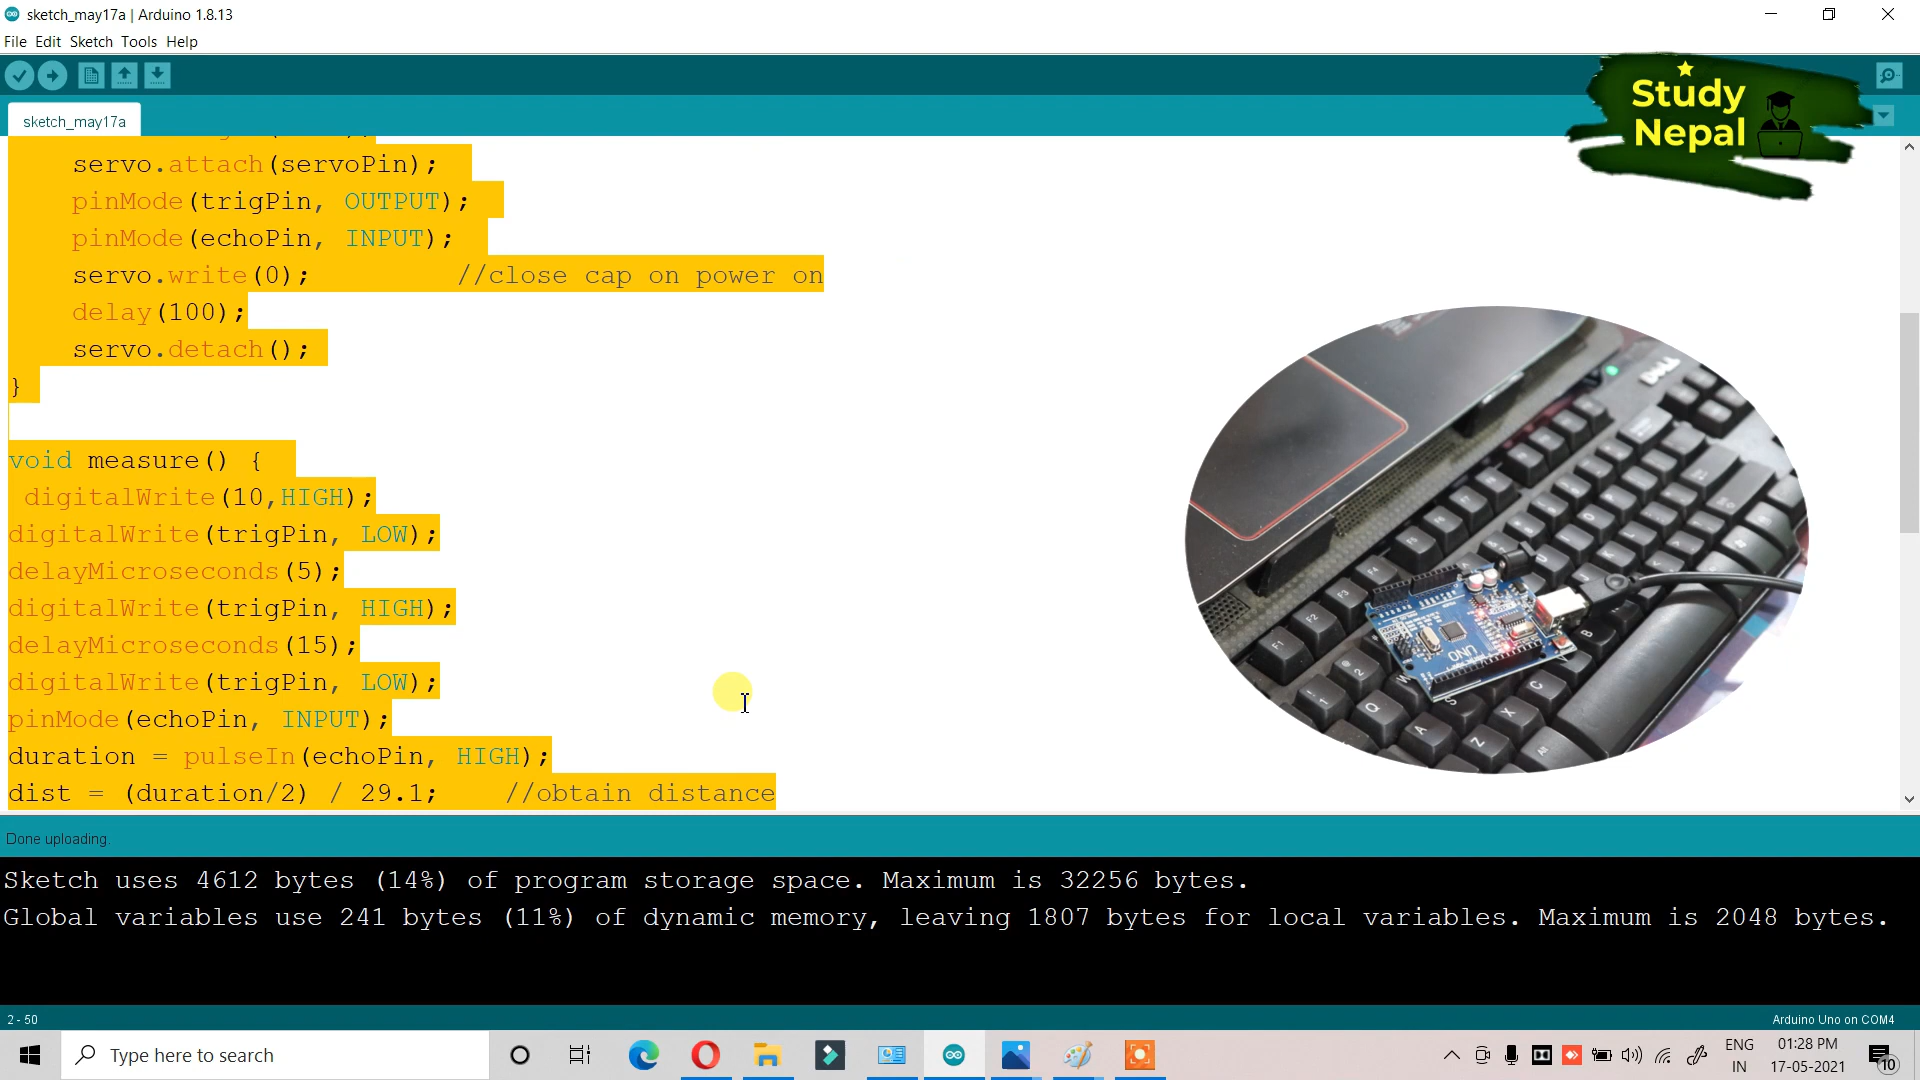 sketch_may17a | Arduino 1.8.13
File Edit Sketch Tools Help
Study
Nepal
sketch_may17a
servo.attach(servoPin);
pinMode(trigPin, OUTPUT);
pinMode(echoPin, INPUT);
servo.write(0); //close cap on power on
delay(100);
servo.detach();
}
void measure() {
digitalWrite(10,HIGH);
digitalWrite(trigPin, LOW);
delayMicroseconds(5);
digitalWrite(trigPin, HIGH);
delayMicroseconds(15);
digitalWrite(trigPin, LOW);
pinMode(echoPin, INPUT);
duration = pulseIn(echoPin, HIGH);
dist = (duration/2) / 29.1; //obtain distance
DELL
UNO
Done uploading.
Sketch uses 4612 bytes (14%) of program storage space. Maximum is 32256 bytes.
Global variables use 241 bytes (11%) of dynamic memory, leaving 1807 bytes for local variables. Maximum is 2048 bytes.
2 - 50
Arduino Uno on COM4
Type here to search
ENG
IN
01:28 PM
17-05-2021
10